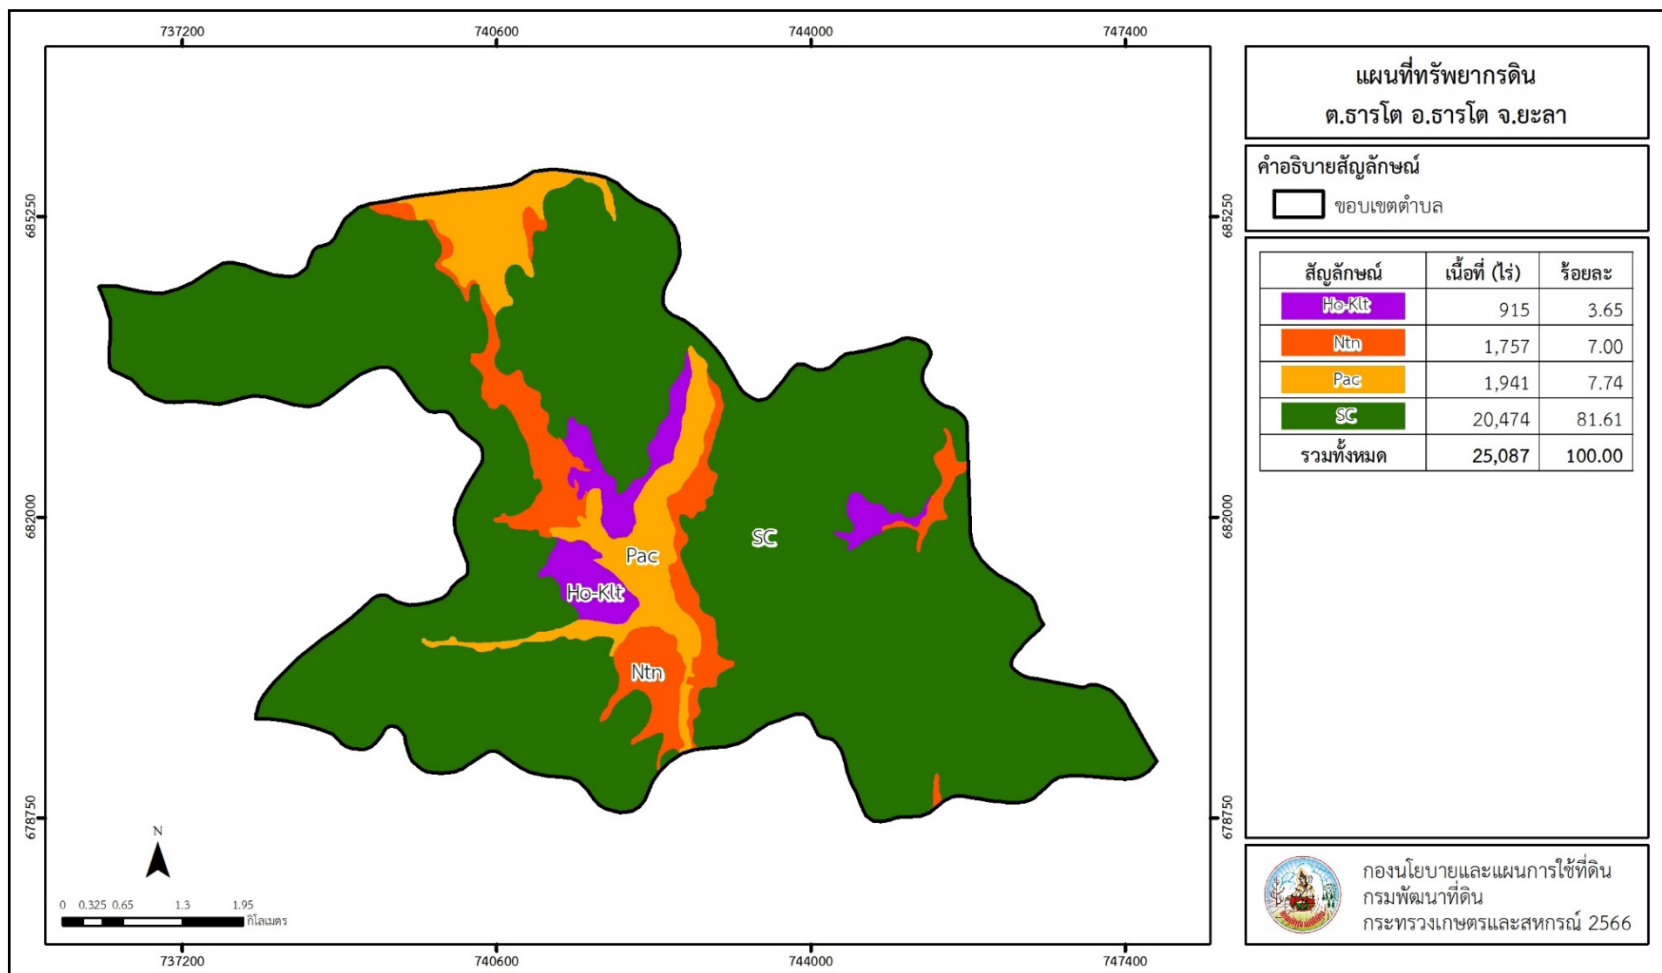 737200 740600 744000 747400
685250 685250
682000 682000
678750 678750
SC
Pac
Ho-Klt
Ntn
N
0 0.325 0.65 1.3 1.95
กิโลเมตร
737200 740600 744000 747400
แผนที่ทรัพยากรดิน
ต.ธารโต อ.ธารโต จ.ยะลา
คำอธิบายสัญลักษณ์
ขอบเขตตำบล
สัญลักษณ์ เนื้อที่ (ไร่) ร้อยละ
Ho-Klt 915 3.65
Ntn 1,757 7.00
Pac 1,941 7.74
SC 20,474 81.61
รวมทั้งหมด 25,087 100.00
กองนโยบายและแผนการใช้ที่ดิน
กรมพัฒนาที่ดิน
กระทรวงเกษตรและสหกรณ์ 2566